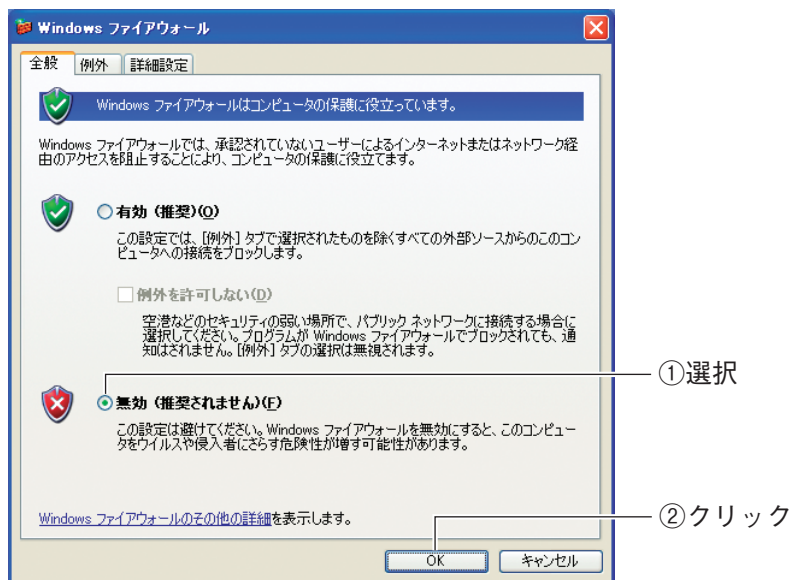 Windows ファイアウォール
全般 例外 詳細設定
Windows ファイアウォールはコンピュータの保護に役立っています。
Windows ファイアウォールでは、承認されていないユーザーによるインターネットまたはネットワーク経
由のアクセスを阻止することにより、コンピュータの保護に役立てます。
有効 (推奨)(O)
この設定では、[例外] タブで選択されたものを除くすべての外部ソースからのこのコン
ピュータへの接続をブロックします。
例外を許可しない(D)
空港などのセキュリティの弱い場所で、パブリック ネットワークに接続する場合に
選択してください。プログラムが Windows ファイアウォールでブロックされても、通
知はされません。[例外] タブの選択は無視されます。
①選択
無効 (推奨されません)(F)
この設定は避けてください。Windows ファイアウォールを無効にすると、このコンピュー
タをウイルスや侵入者にさらす危険性が増す可能性があります。
Windows ファイアウォールのその他の詳細を表示します。
②クリック
OK キャンセル